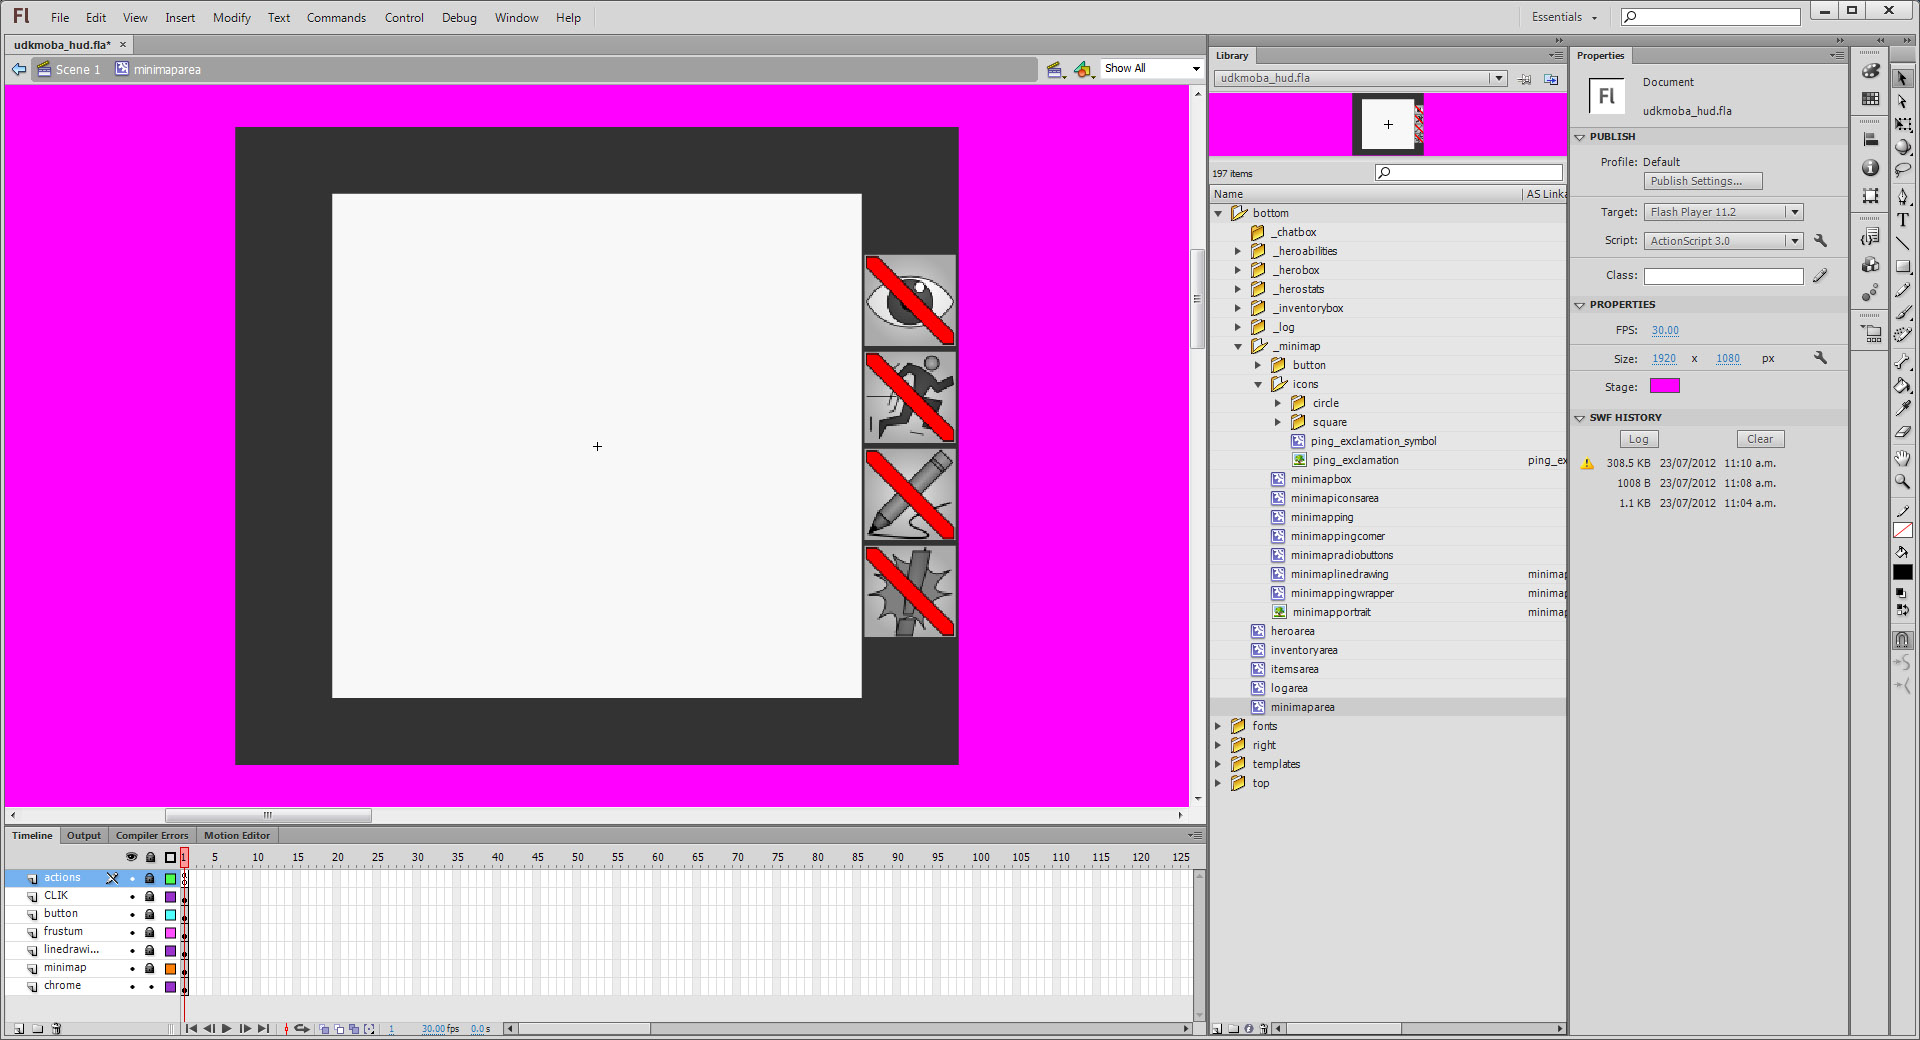 Fl File Edit View Insert Modify Text Commands Control Debug Window Help Essentials
udkmoba_hud.fla*
Scene 1 minimaparea Show All
Library
udkmoba_hud.fla
197 items
Name AS Linka
bottom
_chatbox
_heroabilities
_herobox
_herostats
_inventorybox
_log
_minimap
button
icons
circle
square
ping_exclamation_symbol
ping_exclamation ping_ex
minimapbox
minimapiconsarea
minimapping
minimappingcorner
minimapradiobuttons
minimaplinedrawing minimap
minimappingwrapper minimap
minimapportrait minimap
heroarea
inventoryarea
itemsarea
logarea
minimaparea
fonts
right
templates
top
Properties
Fl Document
udkmoba_hud.fla
PUBLISH
Profile: Default
Publish Settings...
Target: Flash Player 11.2
Script: ActionScript 3.0
Class:
PROPERTIES
FPS: 30.00
Size: 1920 x 1080 px
Stage:
SWF HISTORY
Log Clear
308.5 KB 23/07/2012 11:10 a.m.
1008 B 23/07/2012 11:08 a.m.
1.1 KB 23/07/2012 11:04 a.m.
T
Timeline Output Compiler Errors Motion Editor
1 5 10 15 20 25 30 35 40 45 50 55 60 65 70 75 80 85 90 95 100 105 110 115 120 125
actions
CLIK
button
frustum
linedrawi...
minimap
chrome
1 30.00 fps 0.0 s